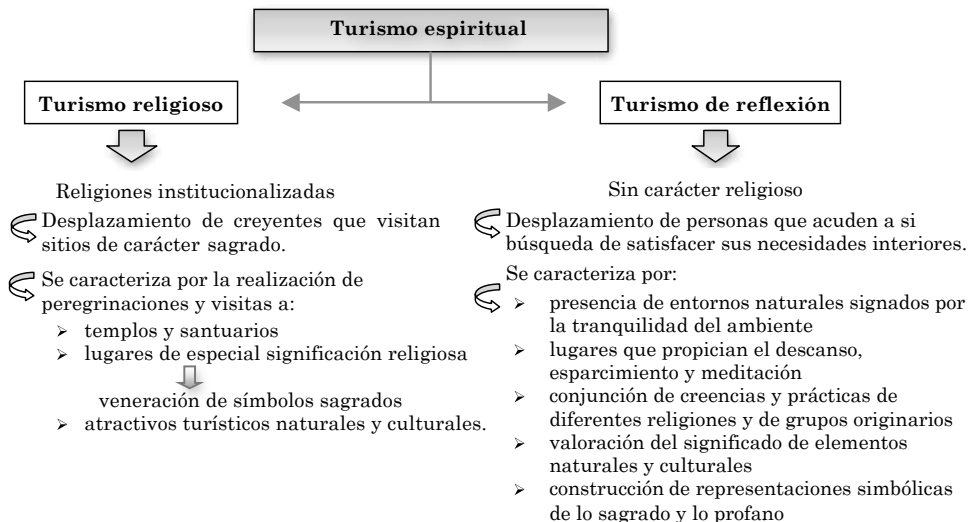 Turismo espiritual
Turismo religioso
Religiones institucionalizadas
Desplazamiento de creyentes que visitan
sitios de carácter sagrado.
Se caracteriza por la realización de
peregrinaciones y visitas a:
➢ templos y santuarios
➢ lugares de especial significación religiosa
veneración de símbolos sagrados
➢ atractivos turísticos naturales y culturales.
Turismo de reflexión
Sin carácter religioso
Desplazamiento de personas que acuden a si
búsqueda de satisfacer sus necesidades interiores.
Se caracteriza por:
➢ presencia de entornos naturales signados por
la tranquilidad del ambiente
➢ lugares que propician el descanso,
esparcimiento y meditación
➢ conjunción de creencias y prácticas de
diferentes religiones y de grupos originarios
➢ valoración del significado de elementos
naturales y culturales
➢ construcción de representaciones simbólicas
de lo sagrado y lo profano